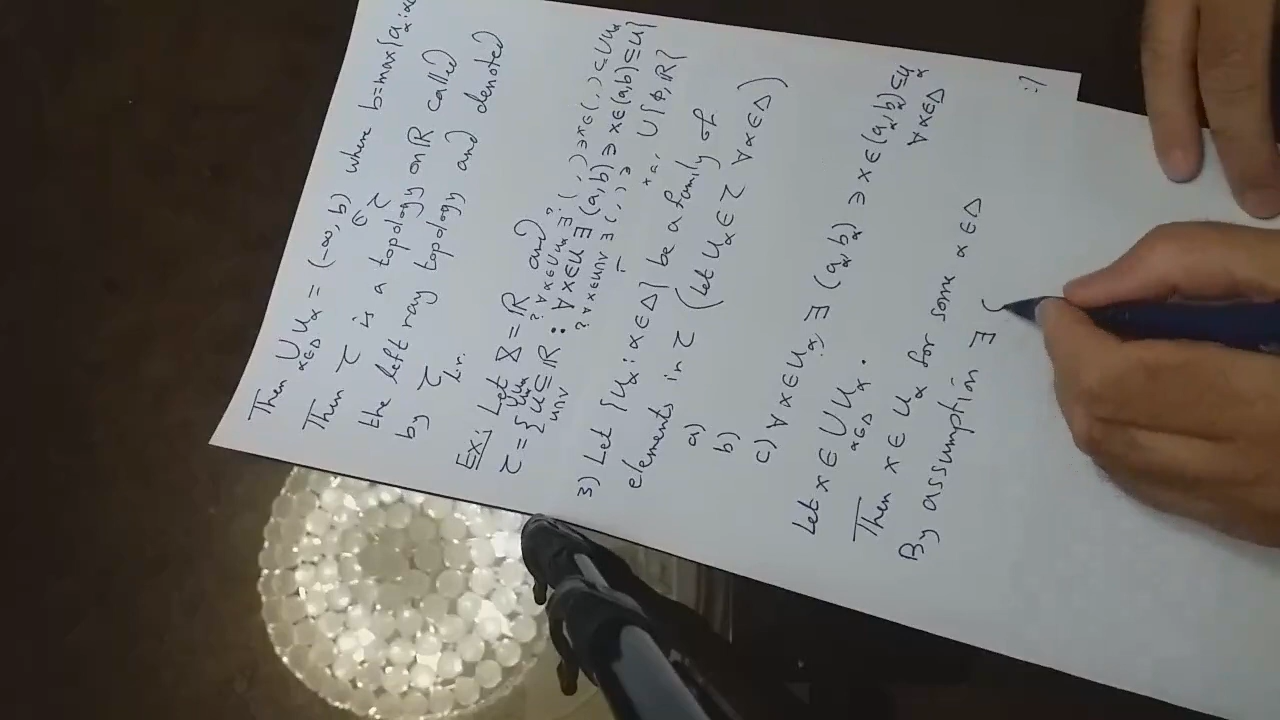 Then ⋃_{α∈Δ} U_α = (-∞, b) where b = max{a_α : α
Then τ is a topology on ℝ called
the left ray topology and denoted
by τ_{l.r.}
Ex: Let X = ℝ and
τ = {U ⊆ ℝ : ∀x∈U ∃ (a,b) ∋ x∈(a,b) ⊆ U} ∪ {φ, ℝ}
3) Let {U_α : α∈Δ} be a family of
elements in τ (Let U_α ∈ τ ∀α∈Δ)
a)
b)
c) ∀x∈U_α, ∃ (a_α, b_α) ∋ x∈(a_α, b_α) ⊆ U_α
∀α∈Δ
Let x ∈ ⋃_{α∈Δ} U_α.
Then x ∈ U_α for some α∈Δ
By assumption ∃ (